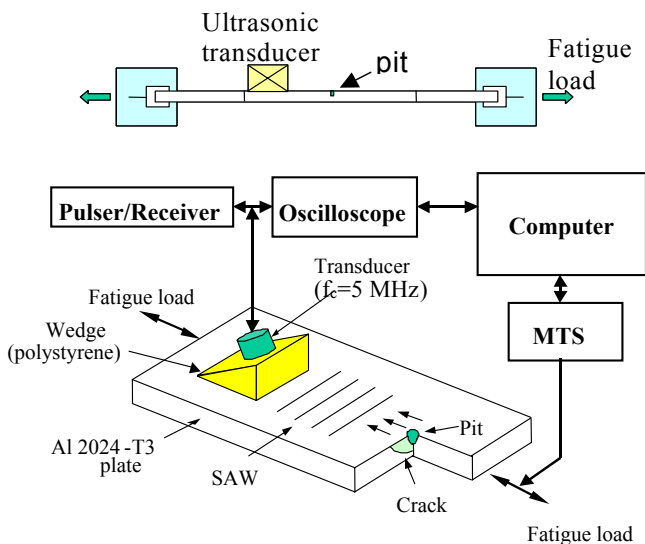 Ultrasonic
transducer
pit
Fatigue
load
Pulser/Receiver
Oscilloscope
Computer
Transducer
(fc=5 MHz)
Fatigue load
Wedge
(polystyrene)
MTS
Al 2024 -T3
plate
SAW
Pit
Crack
Fatigue load